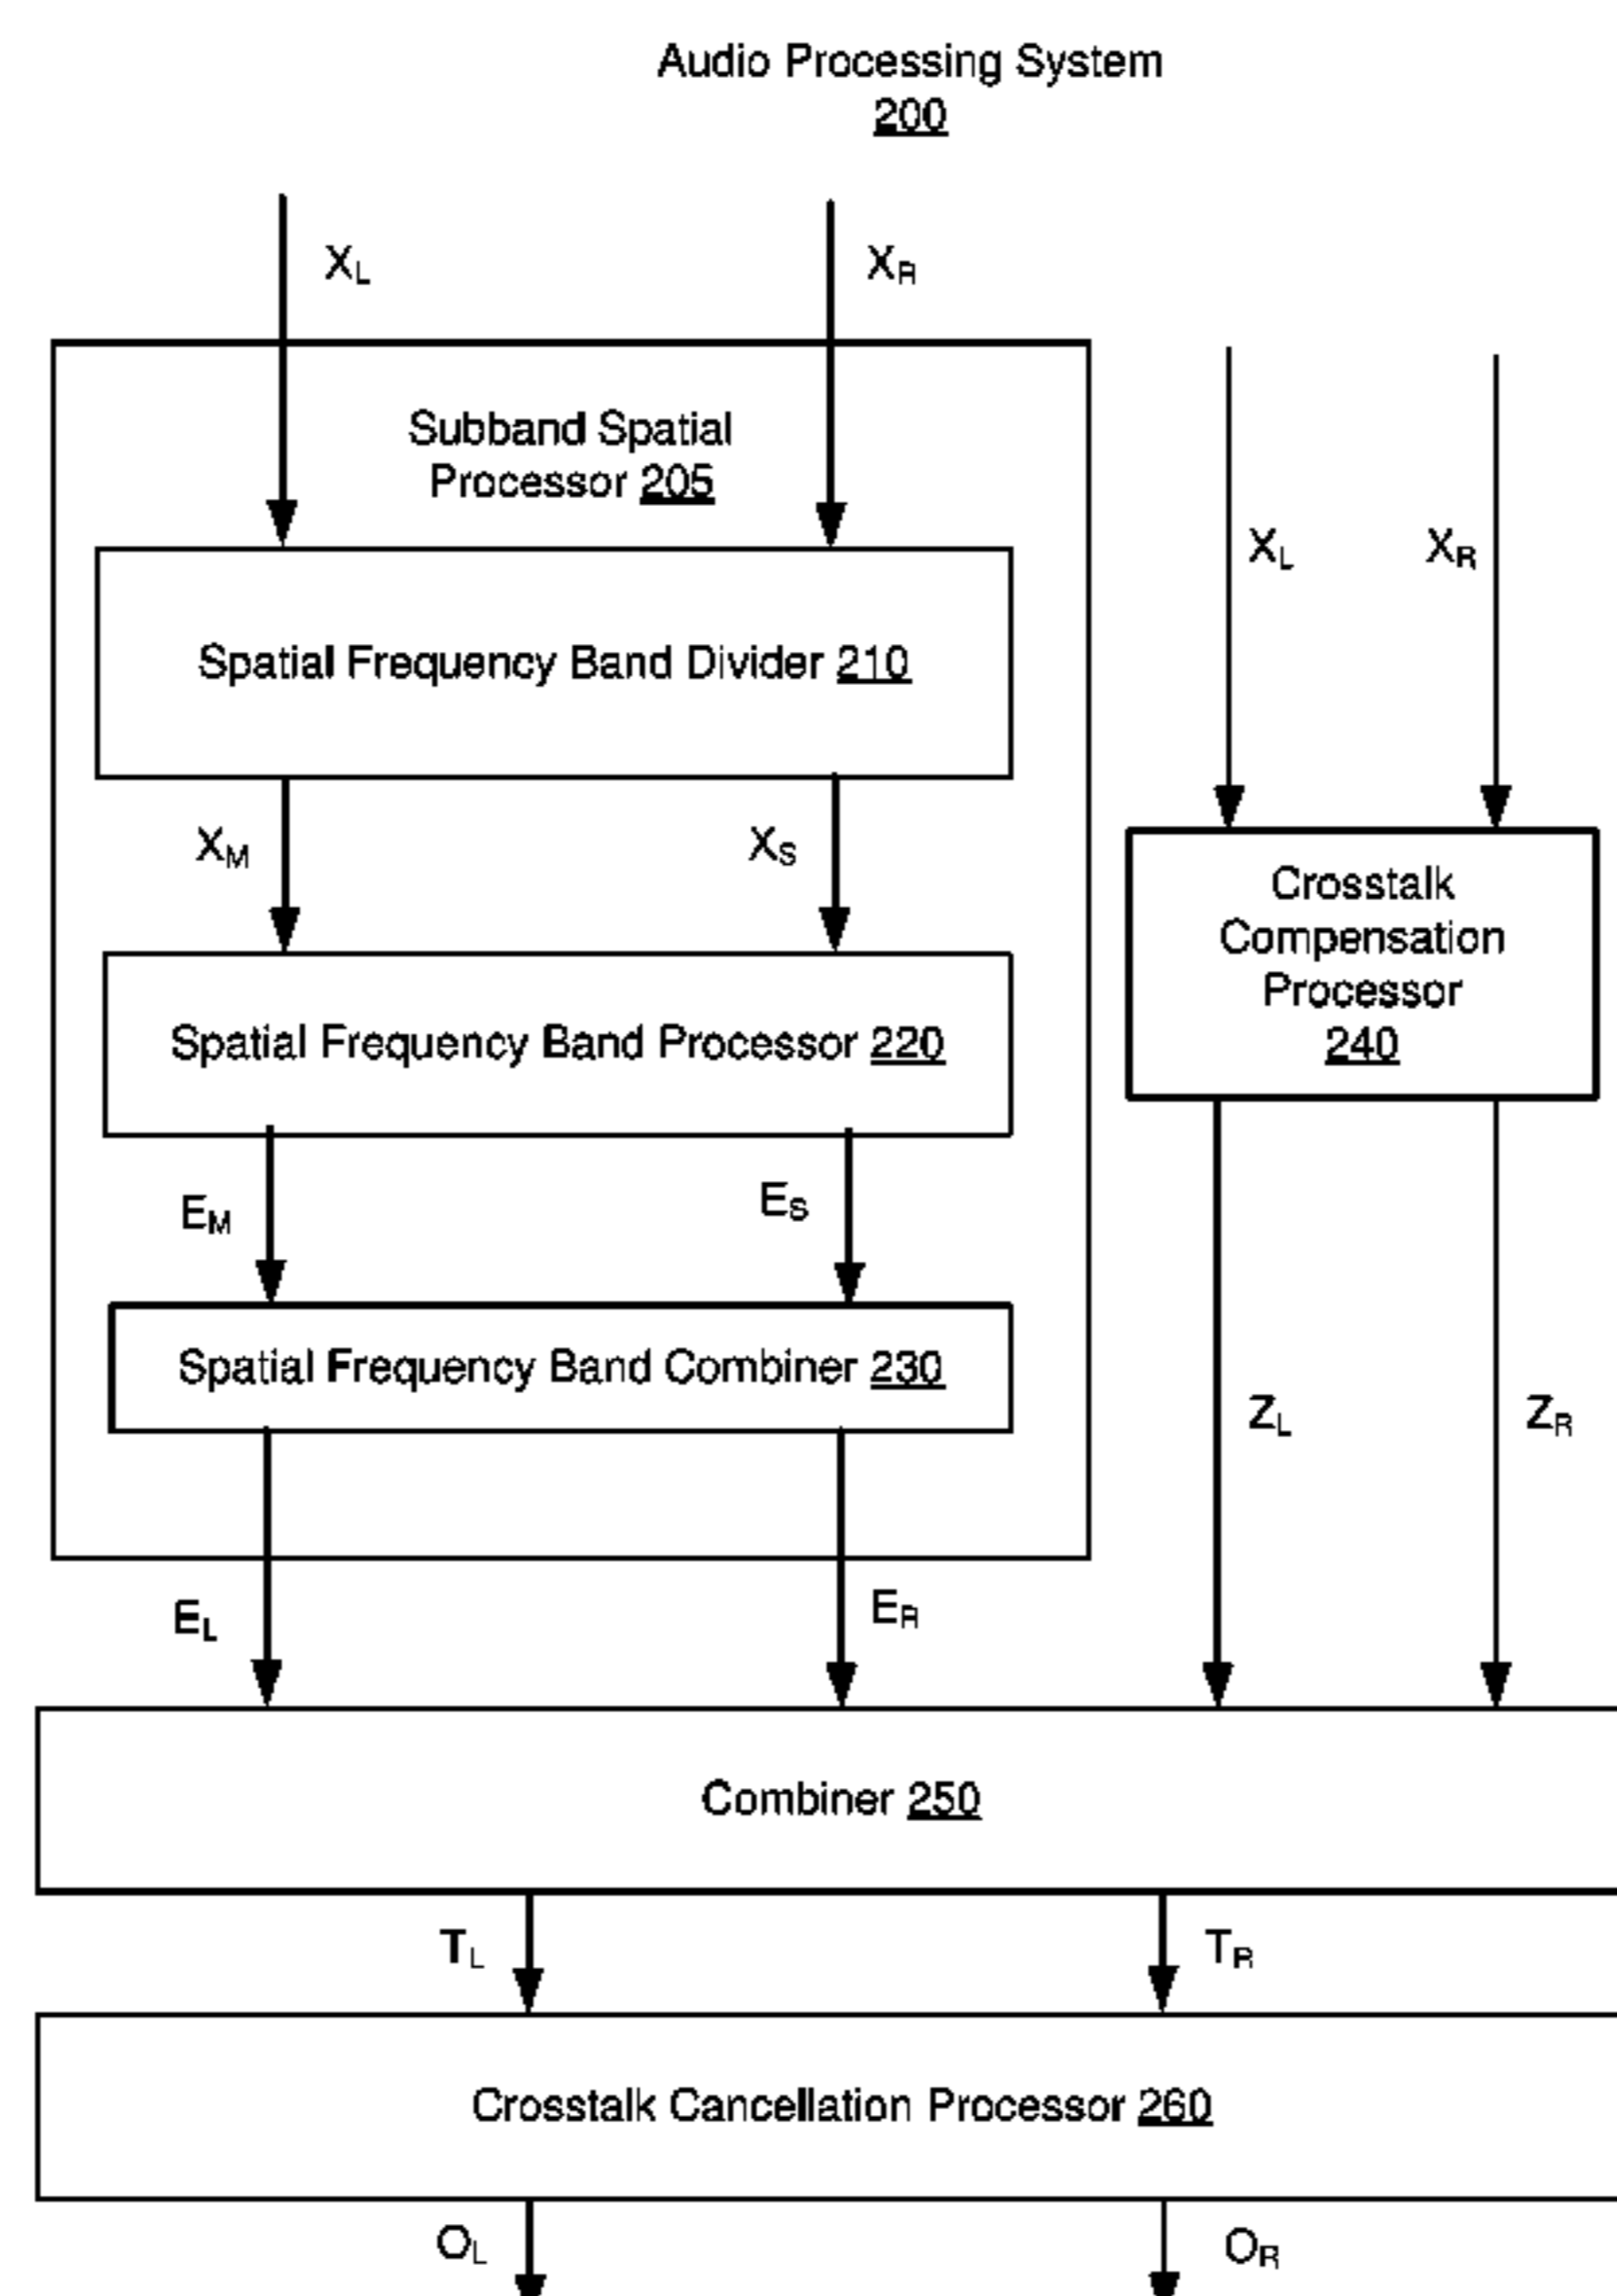 Audio Processing System
200
XL
XR
Subband Spatial
Processor 205
XL
XR
Spatial Frequency Band Divider 210
XM
XS
Crosstalk
Compensation
Processor
240
Spatial Frequency Band Processor 220
EM
ES
Spatial Frequency Band Combiner 230
ZL
ZR
EL
ER
Combiner 250
TL
TR
Crosstalk Cancellation Processor 260
OL
OR